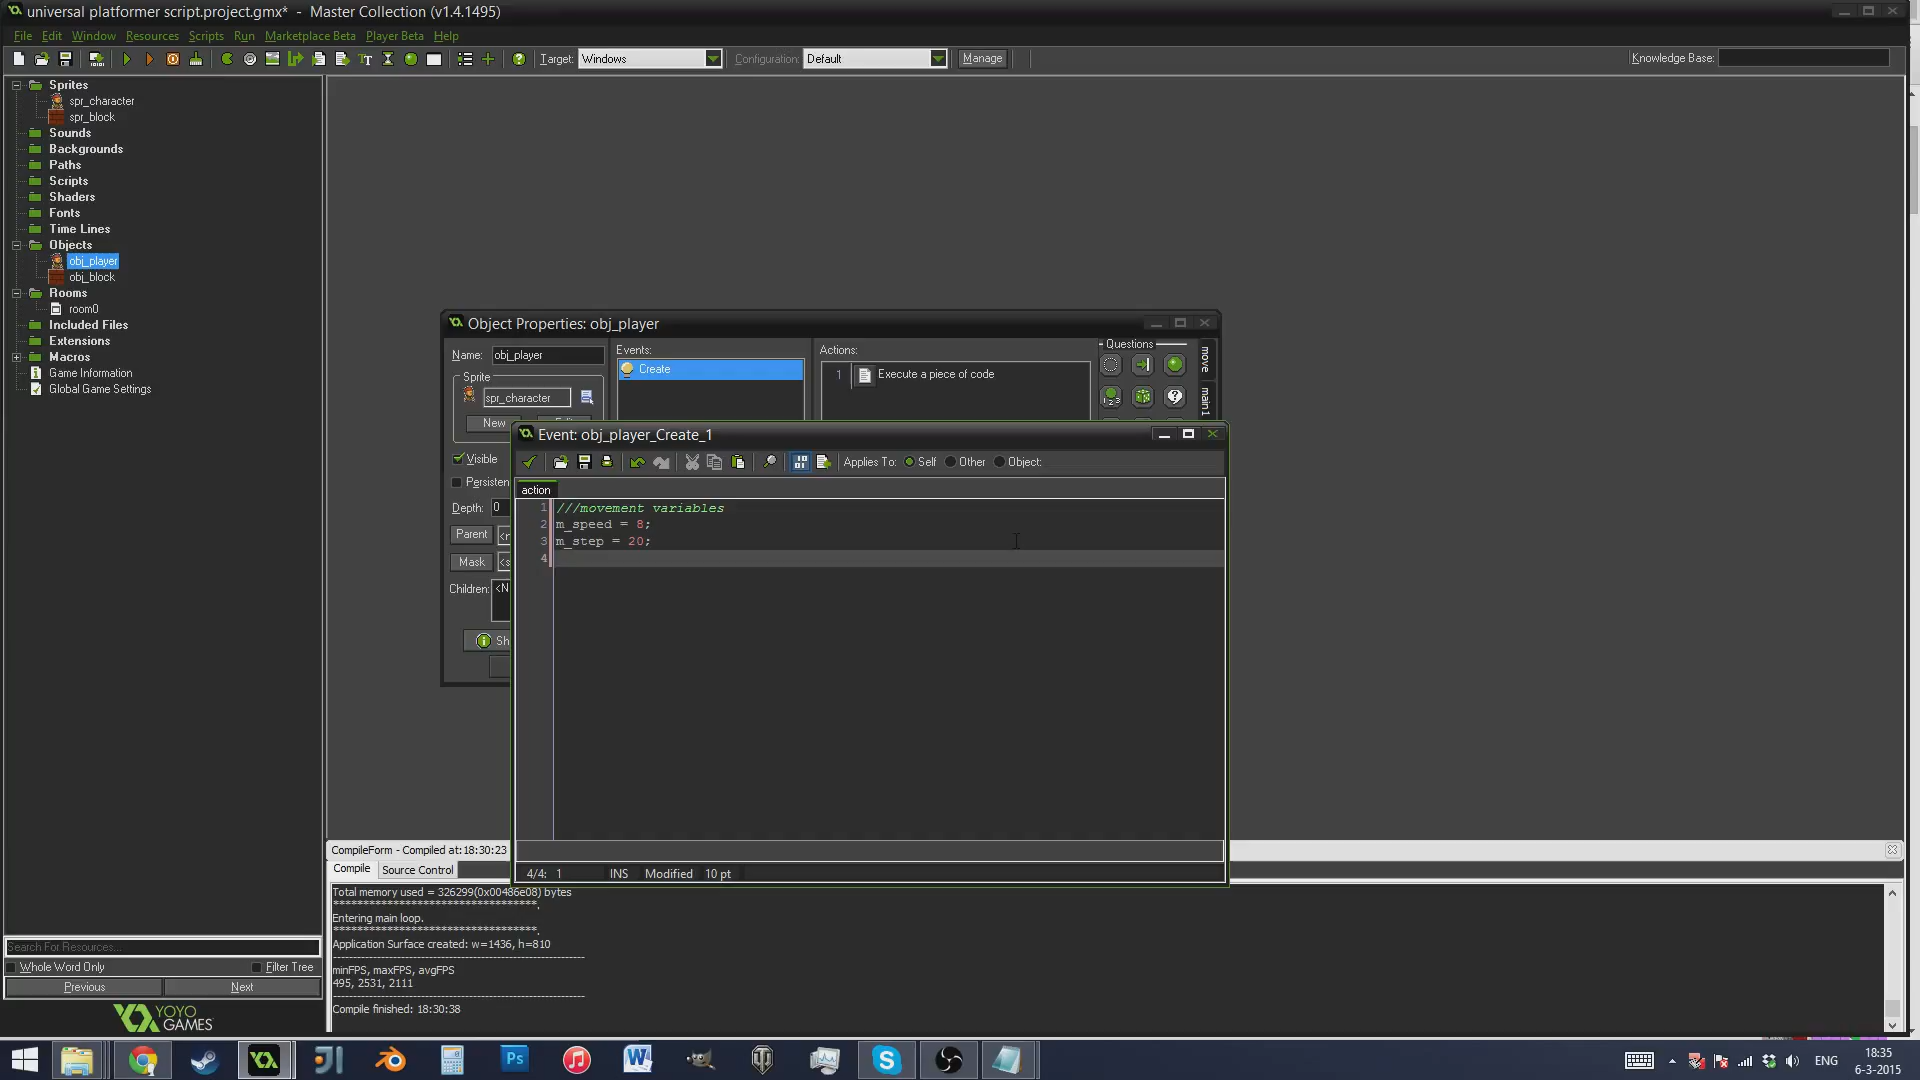 universal platformer script.project.gmx* - Master Collection (v1.4.1495)
File Edit Window Resources Scripts Run Marketplace Beta Player Beta Help
Target: Windows Configuration: Default Manage Knowledge Base:
Sprites
spr_character
spr_block
Sounds
Backgrounds
Paths
Scripts
Shaders
Fonts
Time Lines
Objects
obj_player
obj_block
Rooms
room0
Included Files
Extensions
Macros
Game Information
Global Game Settings
Search For Resources...
Whole Word Only Filter Tree
Previous Next
YOYO
GAMES
Object Properties: obj_player
Name: obj_player
Sprite
spr_character
New
Visible
Persisten
Depth: 0
Parent
Mask
Children: <N
Sh
Events:
Create
Actions:
1 Execute a piece of code
Questions
move
main1
Event: obj_player_Create_1
Applies To: Self Other Object:
action
1 ///movement variables
2 m_speed = 8;
3 m_step = 20;
4
4/4: 1 INS Modified 10 pt
CompileForm - Compiled at:18:30:23
Compile Source Control
Total memory used = 326299(0x00486e08) bytes
**********************************.
Entering main loop.
**********************************.
Application Surface created: w=1436, h=810
---------------------------------------------------------------
minFPS, maxFPS, avgFPS
495, 2531, 2111
---------------------------------------------------------------
Compile finished: 18:30:38
Ps
W
S
ENG
18:35
6-3-2015